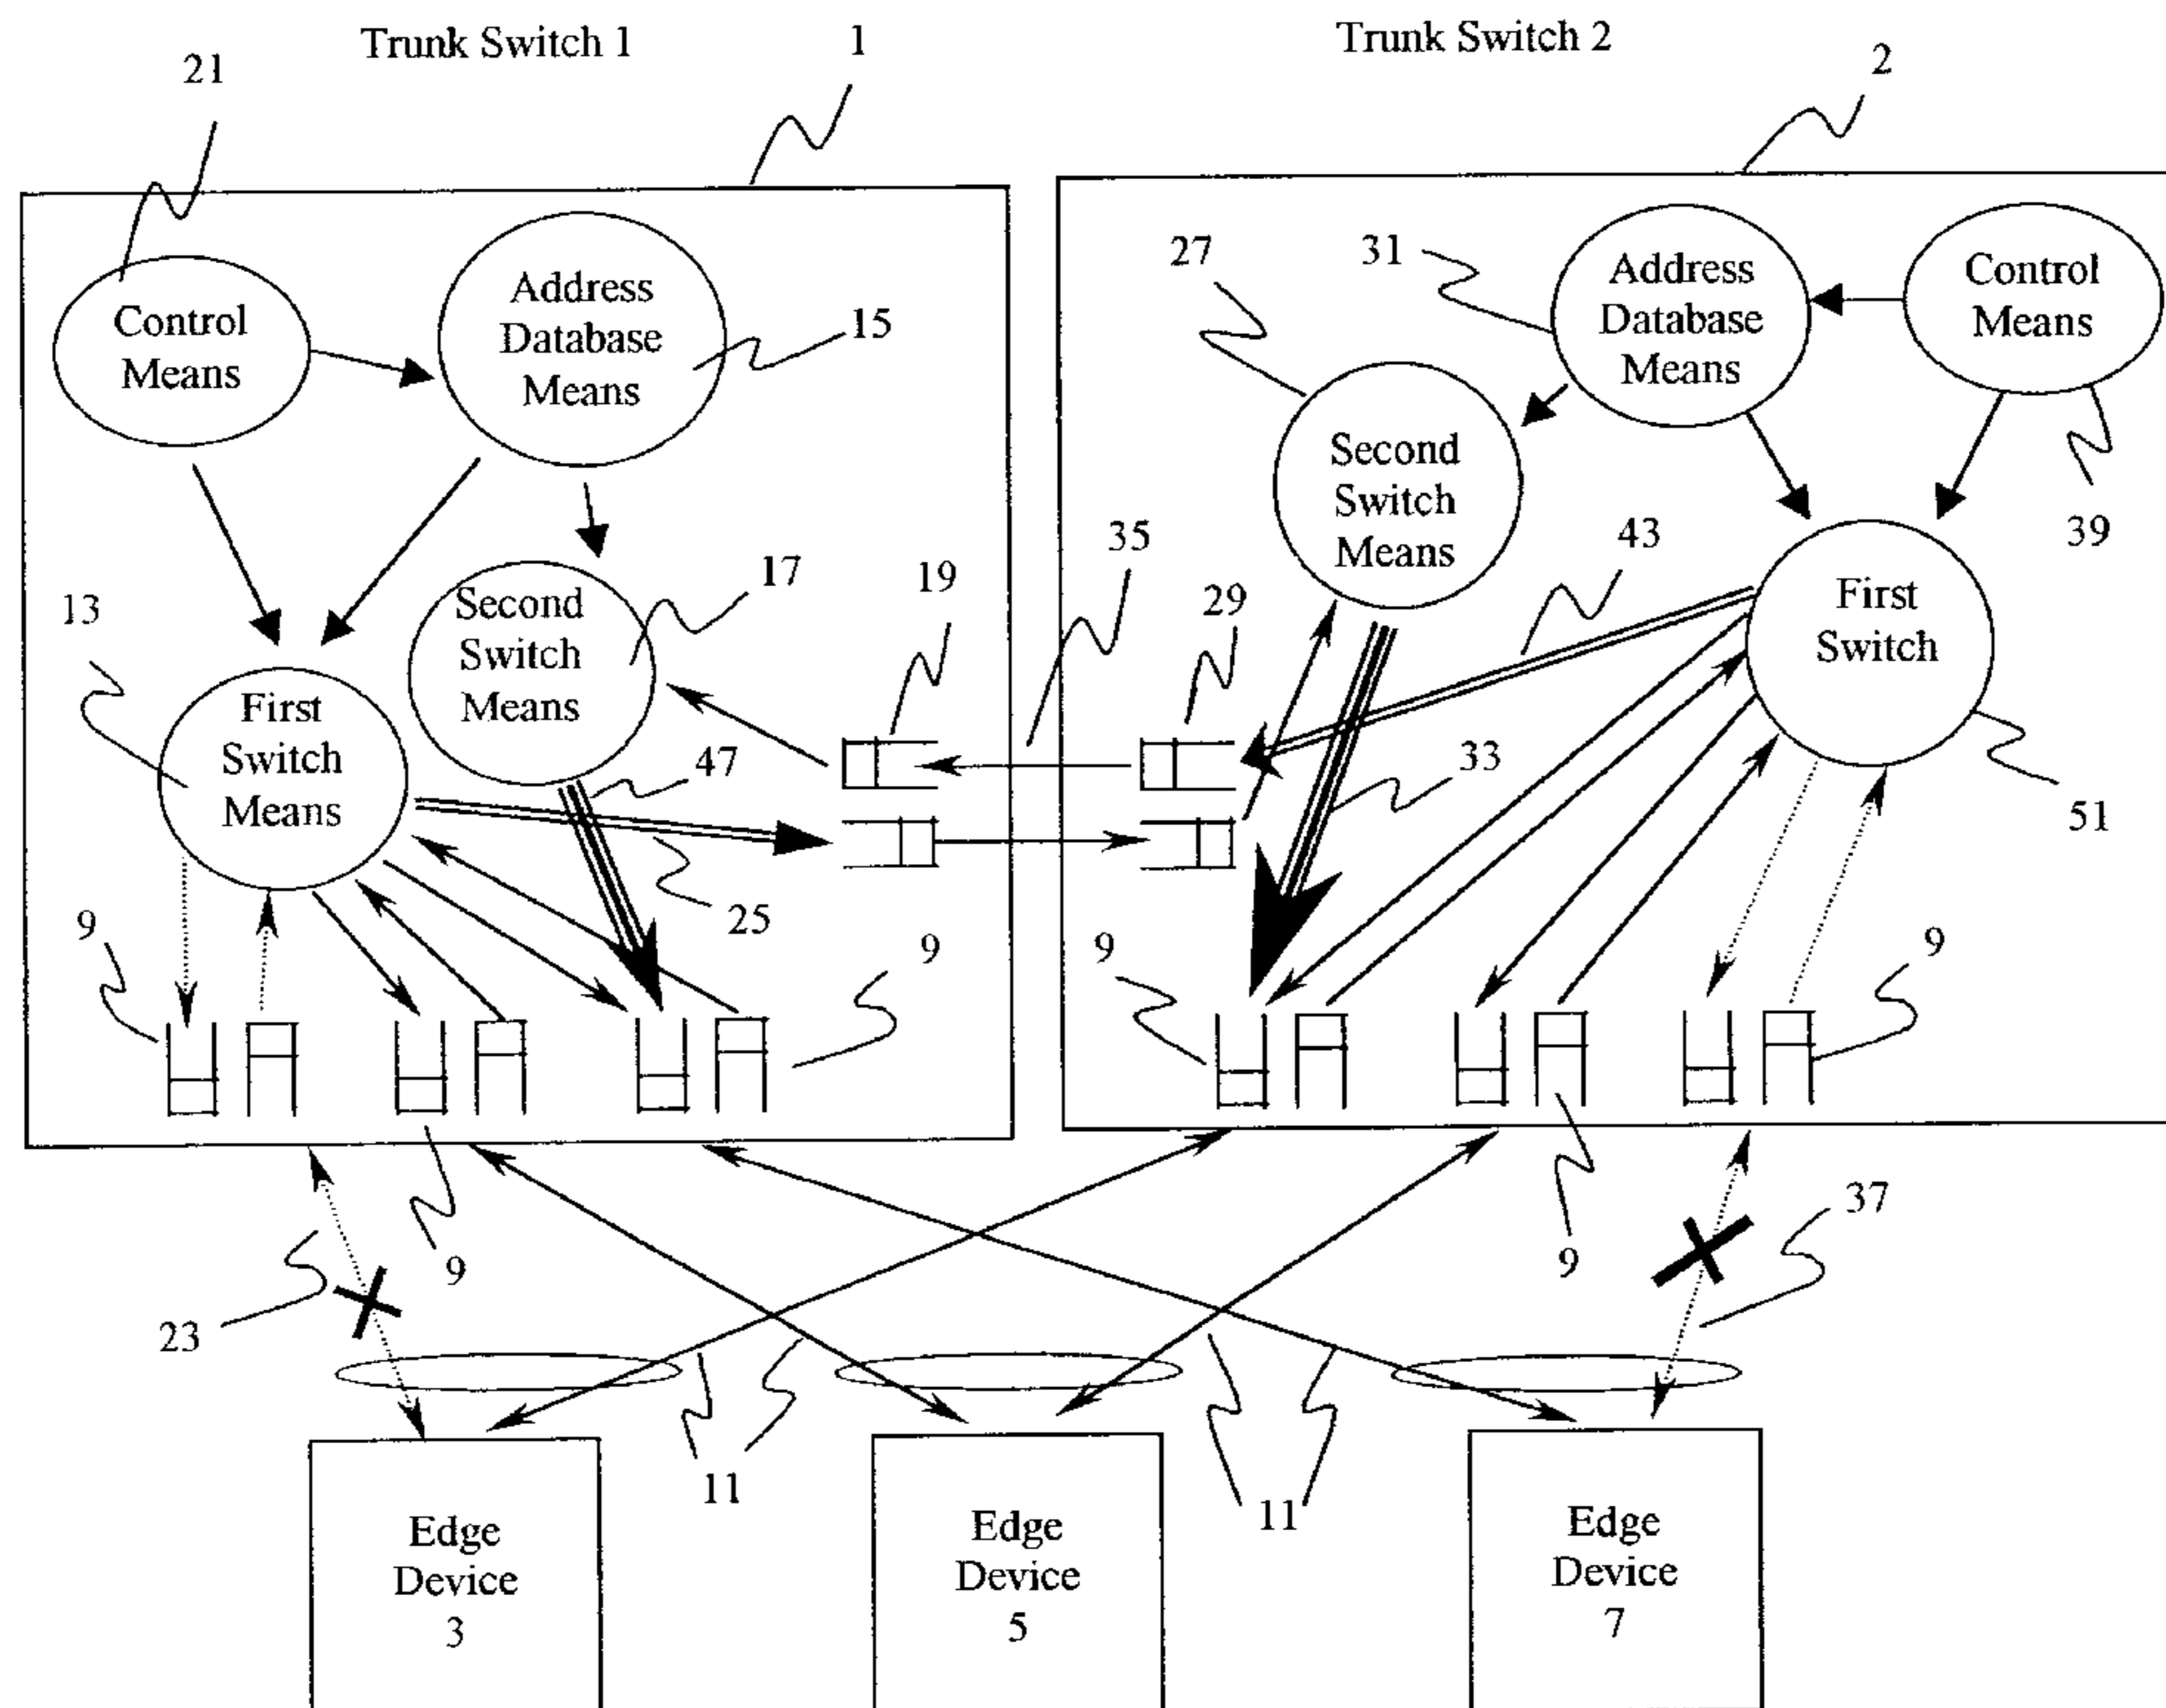 Trunk Switch 1
1
Trunk Switch 2
2
21
Control
Means
Address
Database
Means
15
27
31
Address
Database
Means
Control
Means
39
Second
Switch
Means
17
19
35
29
43
Second
Switch
Means
First
Switch
51
13
First
Switch
Means
47
25
33
9
9
9
9
9
9
23
37
11
11
Edge
Device
3
Edge
Device
5
Edge
Device
7